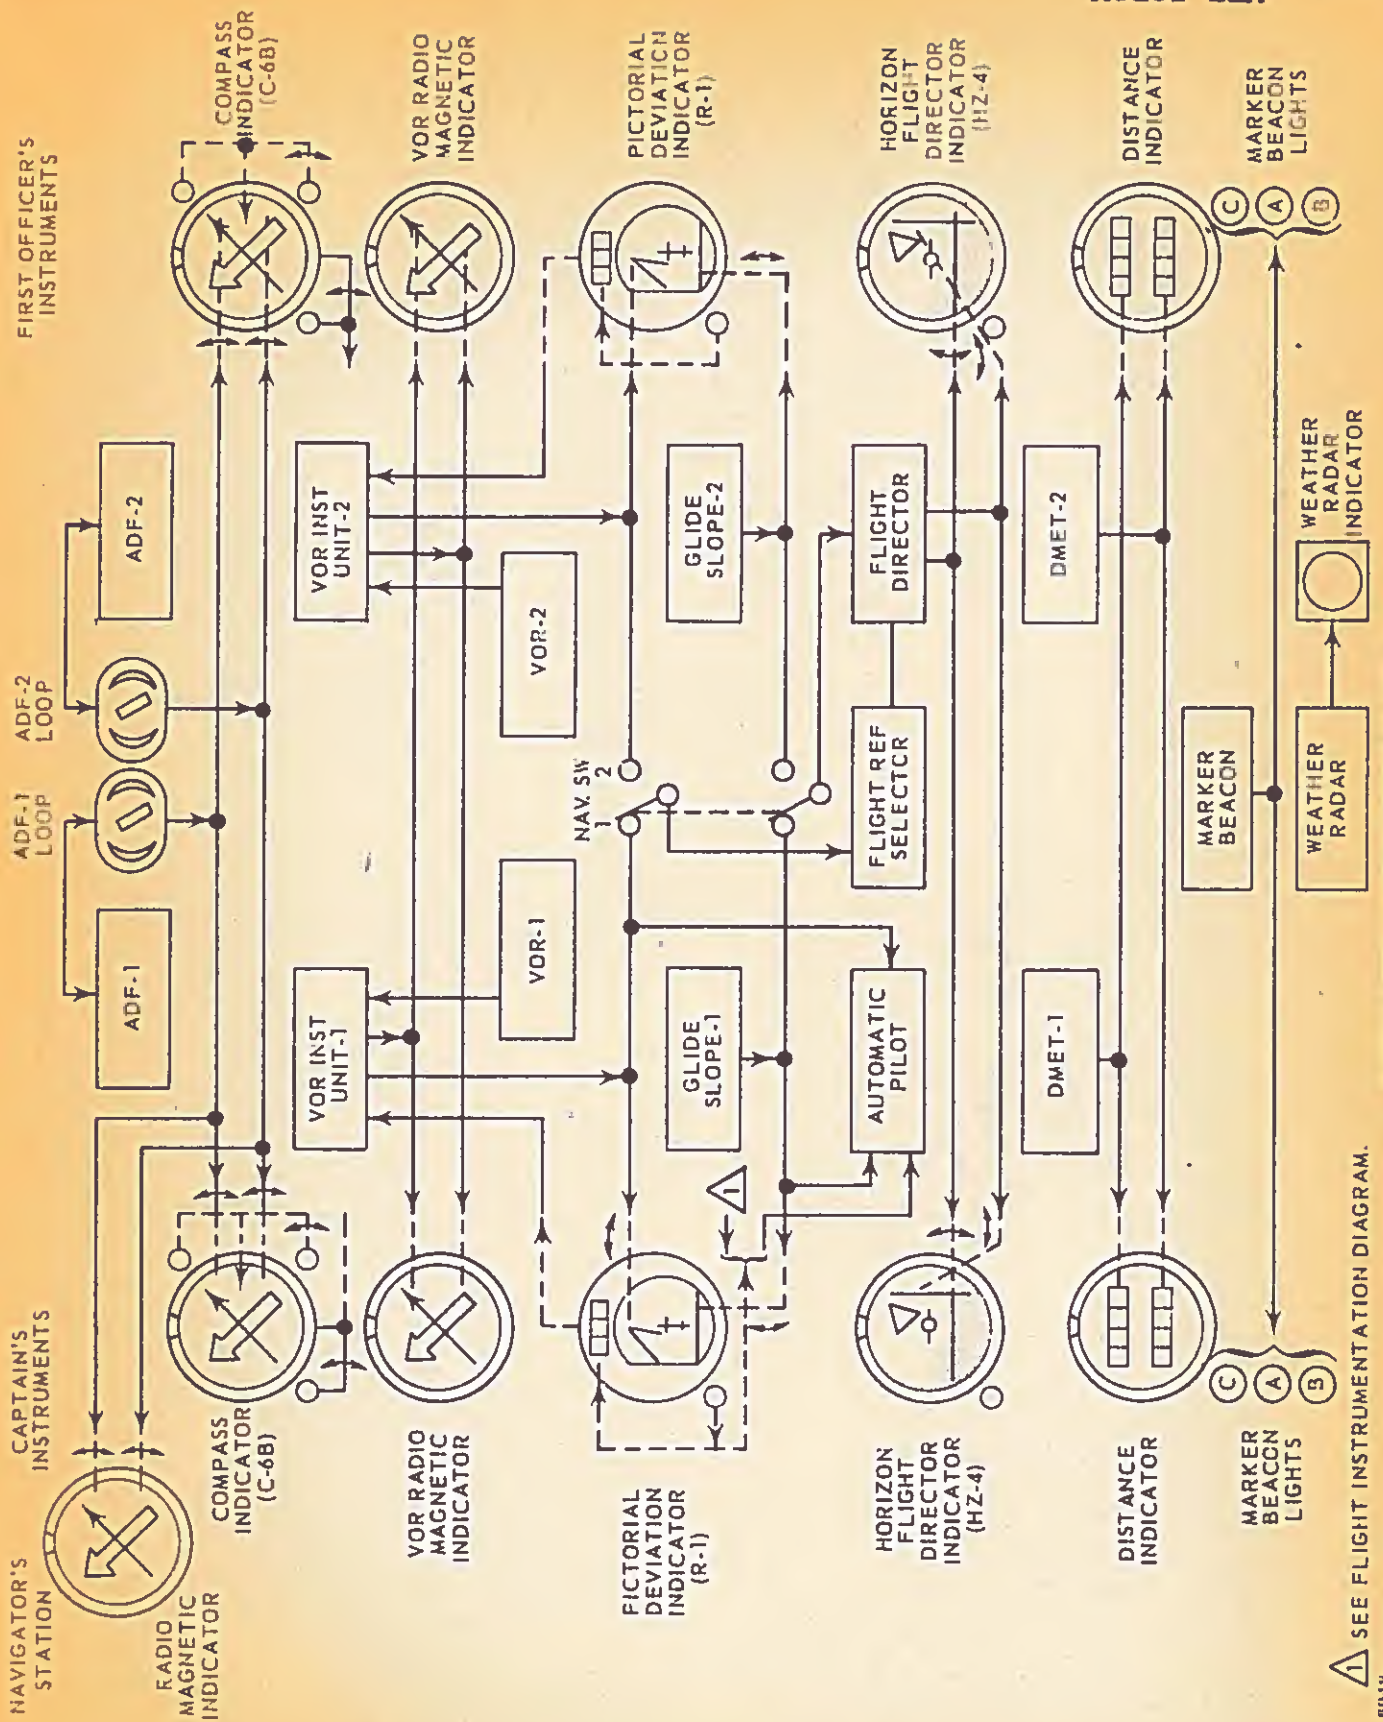 NAVIGATOR'S
STATION
CAPTAIN'S
INSTRUMENTS
ADF-1
LOOP
ADF-2
LOOP
FIRST OFFICER'S
INSTRUMENTS
RADIO
MAGNETIC
INDICATOR
ADF-1
ADF-2
COMPASS
INDICATOR
(C-6B)
COMPASS
INDICATOR
(C-6B)
VOR INST
UNIT-1
VOR INST
UNIT-2
VOR RADIO
MAGNETIC
INDICATOR
VOR RADIO
MAGNETIC
INDICATOR
VOR-1
VOR-2
NAV. SW
1 2
PICTORIAL
DEVIATION
INDICATOR
(R-1)
PICTORIAL
DEVIATION
INDICATOR
(R-1)
GLIDE
SLOPE-1
GLIDE
SLOPE-2
1
HORIZON
FLIGHT
DIRECTOR
INDICATOR
(HZ-4)
AUTOMATIC
PILOT
FLIGHT REF
SELECTOR
FLIGHT
DIRECTOR
HORIZON
FLIGHT
DIRECTOR
INDICATOR
(HZ-4)
DISTANCE
INDICATOR
DMET-1
DMET-2
DISTANCE
INDICATOR
MARKER
BEACON
LIGHTS
C
A
B
MARKER
BEACON
C
A
B
MARKER
BEACON
LIGHTS
WEATHER
RADAR
WEATHER
RADAR
INDICATOR
1 SEE FLIGHT INSTRUMENTATION DIAGRAM.